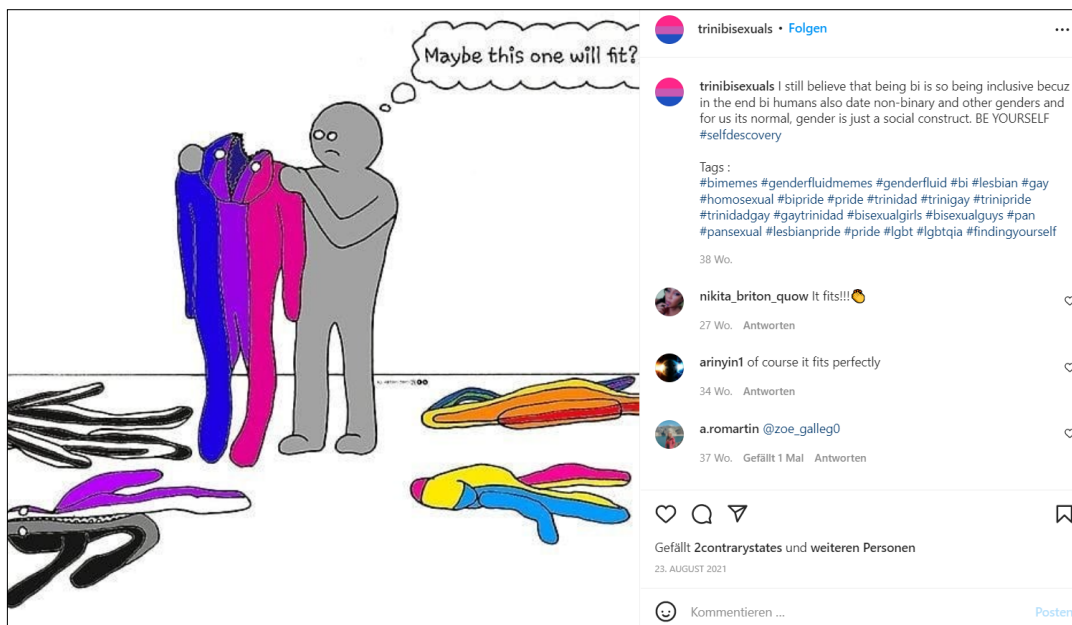 Maybe this one will fit?
trinibisexuals • Folgen
trinibisexuals I still believe that being bi is so being inclusive becuz
in the end bi humans also date non-binary and other genders and
for us its normal, gender is just a social construct. BE YOURSELF
#selfdescovery
Tags :
#bimemes #genderfluidmemes #genderfluid #bi #lesbian #gay
#homosexual #bipride #pride #trinidad #trinigay #trinipride
#trinidadgay #gaytrinidad #bisexualgirls #bisexualguys #pan
#pansexual #lesbianpride #pride #lgbt #lgbtqia #findingyourself
38 Wo.
nikita_briton_quow It fits!!!👏
27 Wo. Antworten
arinyin1 of course it fits perfectly
34 Wo. Antworten
a.romartin @zoe_galleg0
37 Wo. Gefällt 1 Mal Antworten
Gefällt 2contrarystates und weiteren Personen
23. AUGUST 2021
Kommentieren ...
Posten